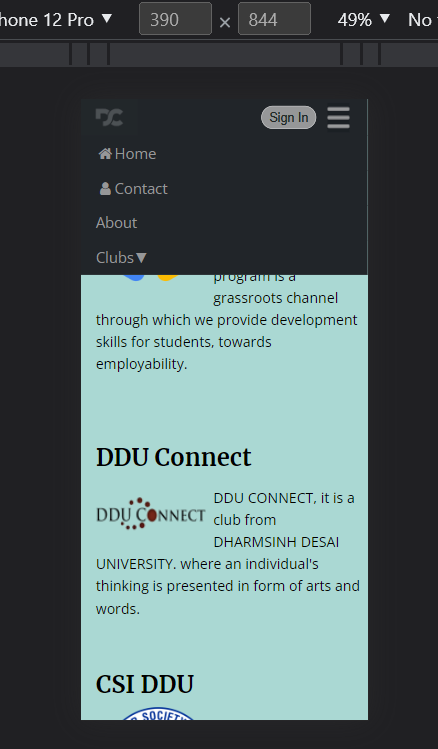 hone 12 Pro ▼ 390 × 844 49% ▼ No
DC Sign In
Home
Contact
About
Clubs▼
program is a
grassroots channel
through which we provide development
skills for students, towards
employability.
DDU Connect
DDU CONNECT
DDU CONNECT, it is a
club from
DHARMSINH DESAI
UNIVERSITY. where an individual's
thinking is presented in form of arts and
words.
CSI DDU
SOCIETY